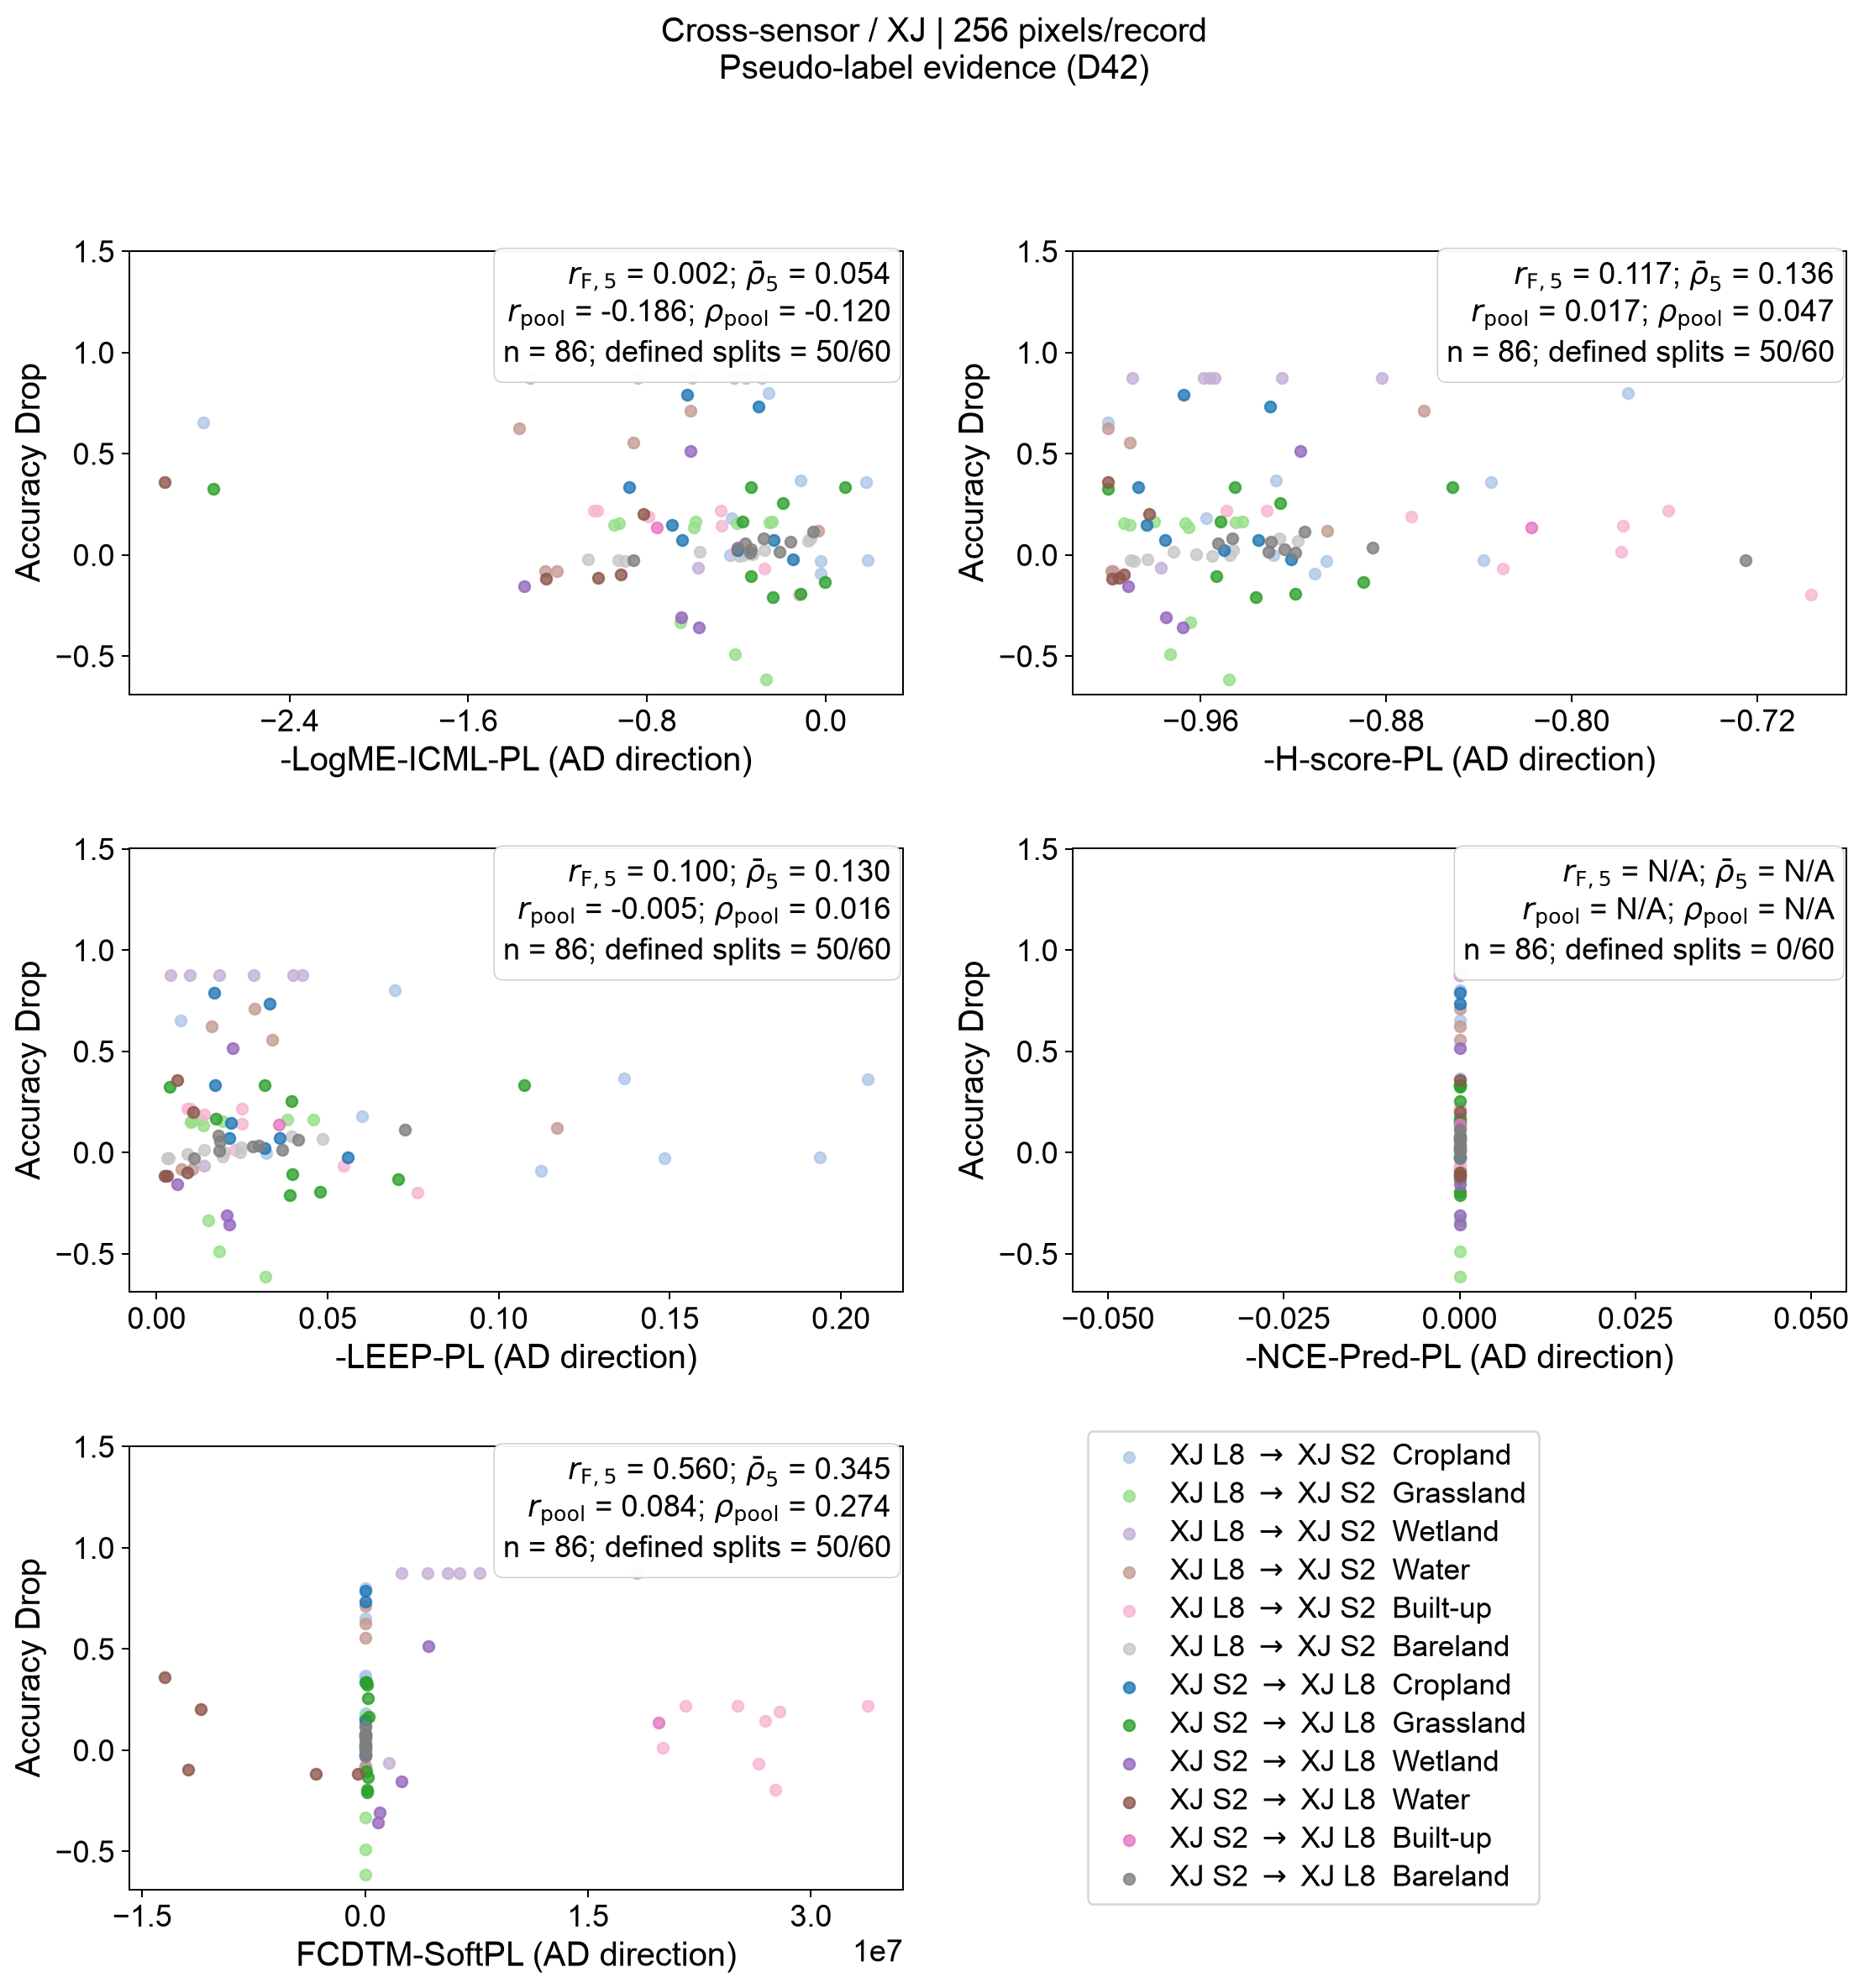 Cross-sensor / XJ | 256 pixels/record
Pseudo-label evidence (D42)
r_F,5 = 0.002; ρ̄_5 = 0.054
r_pool = -0.186; ρ_pool = -0.120
n = 86; defined splits = 50/60
1.5
1.0
0.5
0.0
−0.5
Accuracy Drop
−2.4 −1.6 −0.8 0.0
-LogME-ICML-PL (AD direction)
r_F,5 = 0.117; ρ̄_5 = 0.136
r_pool = 0.017; ρ_pool = 0.047
n = 86; defined splits = 50/60
1.5
1.0
0.5
0.0
−0.5
Accuracy Drop
−0.96 −0.88 −0.80 −0.72
-H-score-PL (AD direction)
r_F,5 = 0.100; ρ̄_5 = 0.130
r_pool = -0.005; ρ_pool = 0.016
n = 86; defined splits = 50/60
1.5
1.0
0.5
0.0
−0.5
Accuracy Drop
0.00 0.05 0.10 0.15 0.20
-LEEP-PL (AD direction)
r_F,5 = N/A; ρ̄_5 = N/A
r_pool = N/A; ρ_pool = N/A
n = 86; defined splits = 0/60
1.5
1.0
0.5
0.0
−0.5
Accuracy Drop
−0.050 −0.025 0.000 0.025 0.050
-NCE-Pred-PL (AD direction)
r_F,5 = 0.560; ρ̄_5 = 0.345
r_pool = 0.084; ρ_pool = 0.274
n = 86; defined splits = 50/60
1.5
1.0
0.5
0.0
−0.5
Accuracy Drop
−1.5 0.0 1.5 3.0
1e7
FCDTM-SoftPL (AD direction)
XJ L8 → XJ S2 Cropland
XJ L8 → XJ S2 Grassland
XJ L8 → XJ S2 Wetland
XJ L8 → XJ S2 Water
XJ L8 → XJ S2 Built-up
XJ L8 → XJ S2 Bareland
XJ S2 → XJ L8 Cropland
XJ S2 → XJ L8 Grassland
XJ S2 → XJ L8 Wetland
XJ S2 → XJ L8 Water
XJ S2 → XJ L8 Built-up
XJ S2 → XJ L8 Bareland